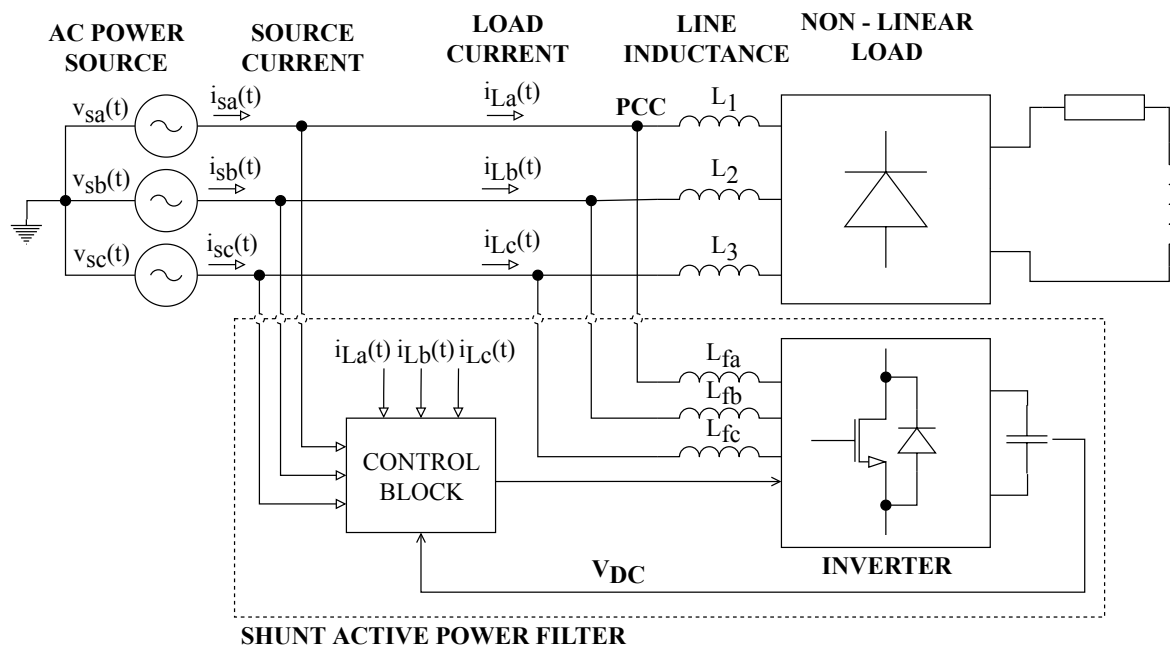 AC POWER
SOURCE
SOURCE
CURRENT
LOAD
CURRENT
LINE
INDUCTANCE
NON - LINEAR
LOAD
vsa(t)
isa(t)
iLa(t)
PCC
L1
vsb(t)
isb(t)
iLb(t)
L2
vsc(t)
isc(t)
iLc(t)
L3
iLa(t)
iLb(t)
iLc(t)
Lfa
Lfb
Lfc
CONTROL
BLOCK
VDC
INVERTER
SHUNT ACTIVE POWER FILTER